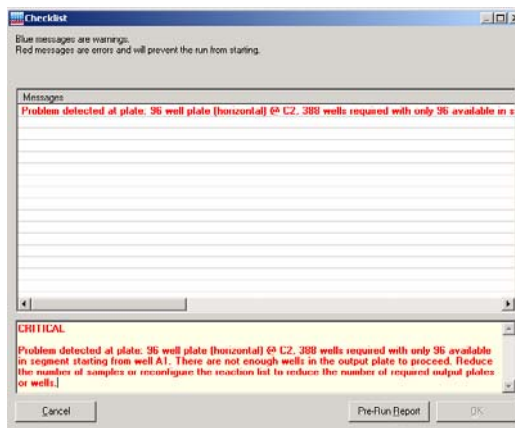 Checklist
Blue messages are warnings.
Red messages are errors and will prevent the run from starting.
Messages
Problem detected at plate: 96 well plate (horizontal) @ C2, 388 wells required with only 96 available in s
CRITICAL
Problem detected at plate: 96 well plate (horizontal) @ C2, 388 wells required with only 96 available
in segment starting from well A1. There are not enough wells in the output plate to proceed. Reduce
the number of samples or reconfigure the reaction list to reduce the number of required output plates
or wells.
Cancel
Pre-Run Report
OK